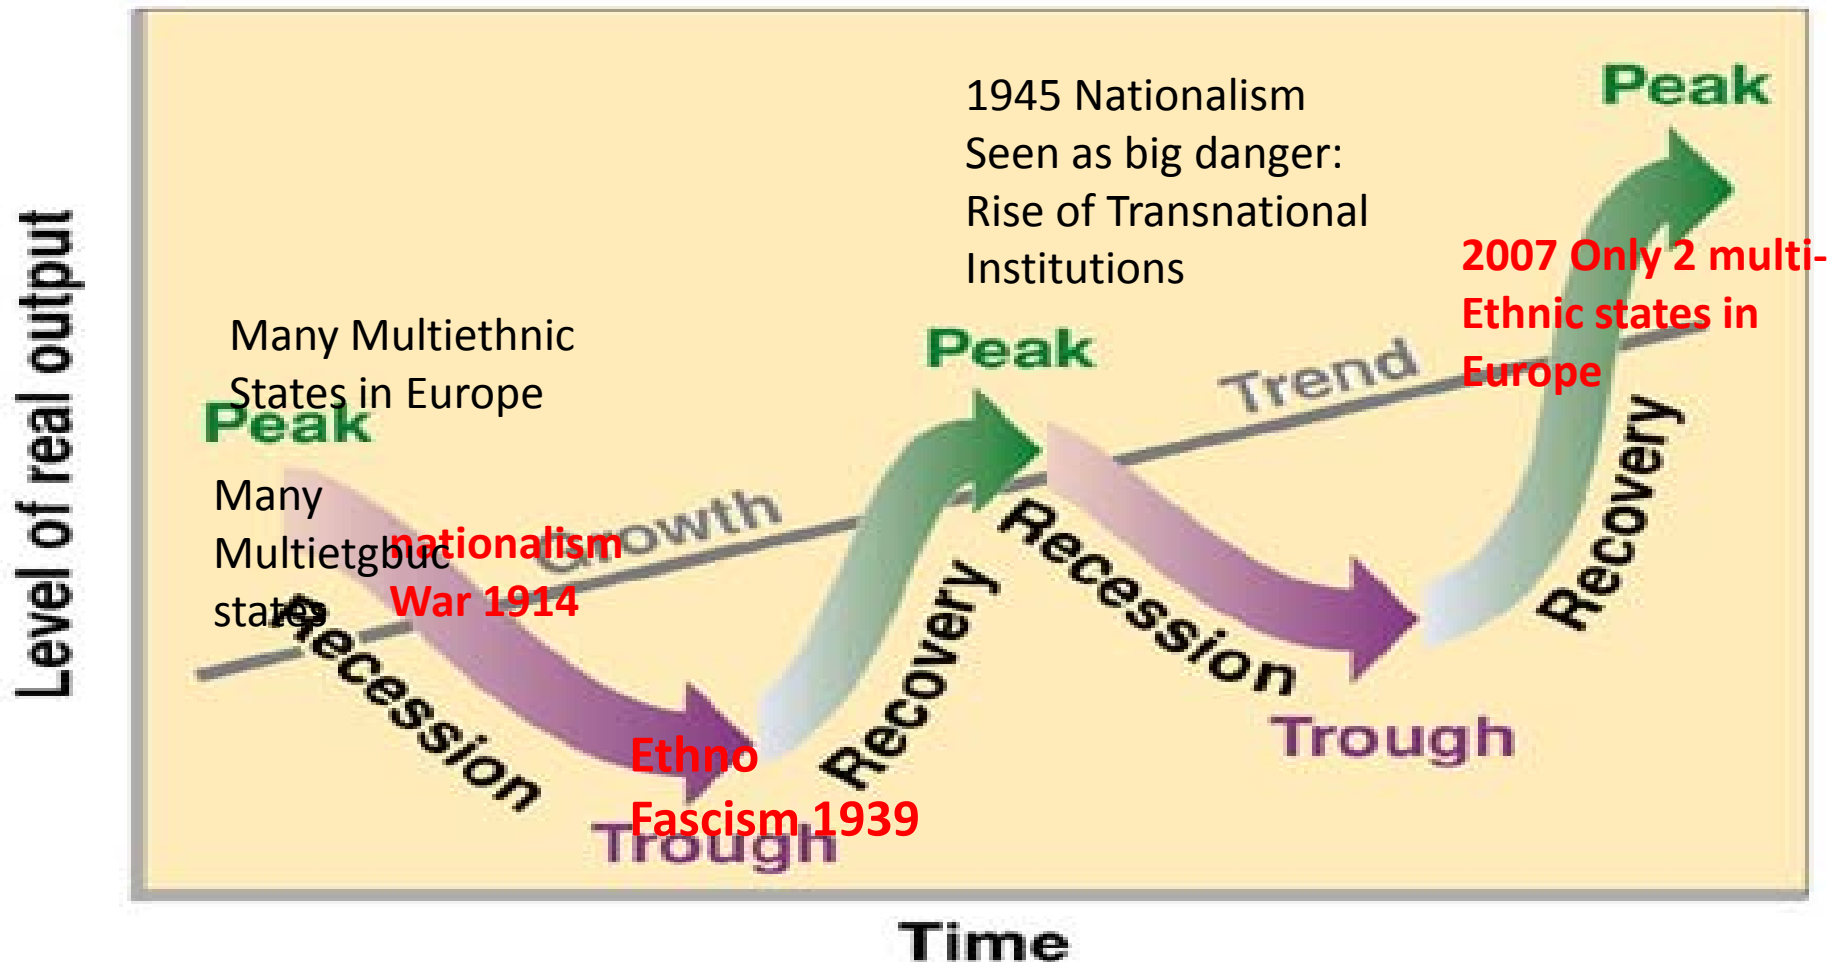 Level of real output
1945 Nationalism
Seen as big danger:
Rise of Transnational
Institutions
Peak
2007 Only 2 multi-
Ethnic states in
Europe
Many Multiethnic
States in Europe
Peak
Peak
Trend
Many
Multietgbuc
states
nationalism
War 1914
Growth
Recession
Recovery
Recession
Recovery
Ethno
Fascism 1939
Trough
Trough
Time